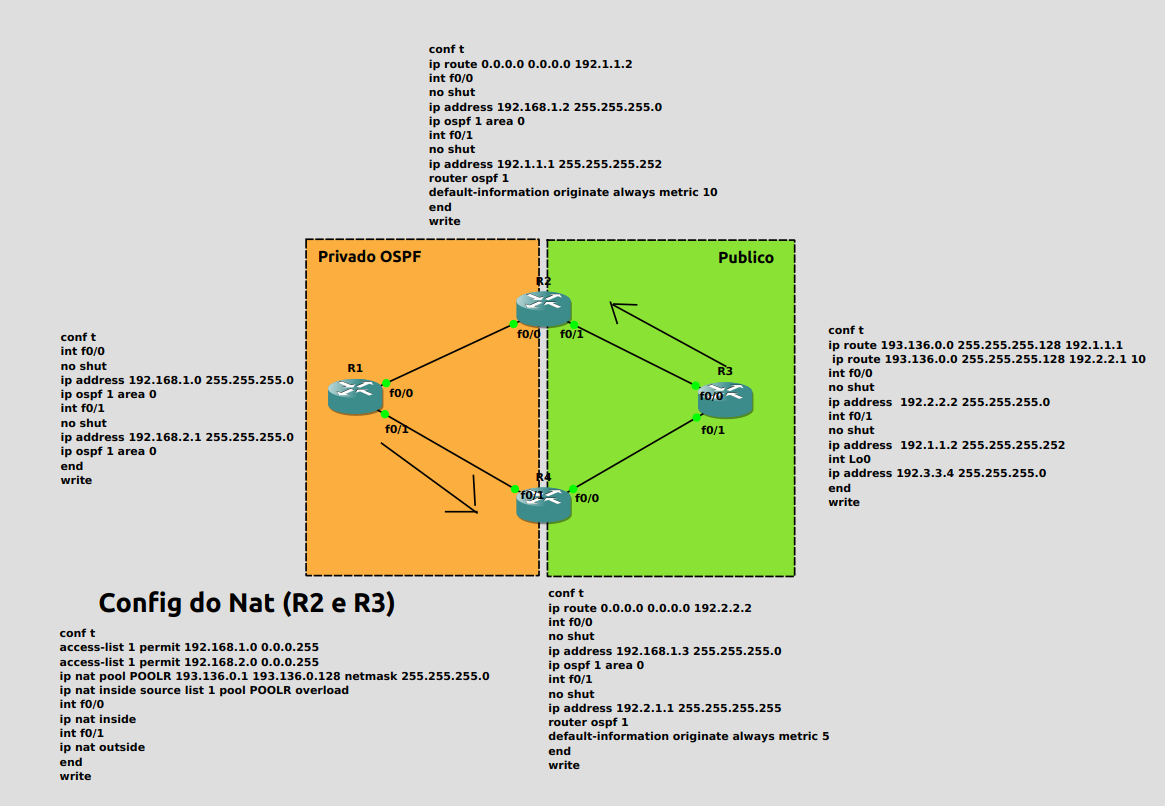 conf t
ip route 0.0.0.0 0.0.0.0 192.1.1.2
int f0/0
no shut
ip address 192.168.1.2 255.255.255.0
ip ospf 1 area 0
int f0/1
no shut
ip address 192.1.1.1 255.255.255.252
router ospf 1
default-information originate always metric 10
end
write
Privado OSPF
Publico
R2
f0/0
f0/1
R1
f0/0
f0/1
R3
f0/0
f0/1
R4
f0/1
f0/0
conf t
int f0/0
no shut
ip address 192.168.1.0 255.255.255.0
ip ospf 1 area 0
int f0/1
no shut
ip address 192.168.2.1 255.255.255.0
ip ospf 1 area 0
end
write
conf t
ip route 193.136.0.0 255.255.255.128 192.1.1.1
ip route 193.136.0.0 255.255.255.128 192.2.2.1 10
int f0/0
no shut
ip address  192.2.2.2 255.255.255.0
int f0/1
no shut
ip address  192.1.1.2 255.255.255.252
int Lo0
ip address 192.3.3.4 255.255.255.0
end
write
Config do Nat (R2 e R3)
conf t
access-list 1 permit 192.168.1.0 0.0.0.255
access-list 1 permit 192.168.2.0 0.0.0.255
ip nat pool POOLR 193.136.0.1 193.136.0.128 netmask 255.255.255.0
ip nat inside source list 1 pool POOLR overload
int f0/0
ip nat inside
int f0/1
ip nat outside
end
write
conf t
ip route 0.0.0.0 0.0.0.0 192.2.2.2
int f0/0
no shut
ip address 192.168.1.3 255.255.255.0
ip ospf 1 area 0
int f0/1
no shut
ip address 192.2.1.1 255.255.255.255
router ospf 1
default-information originate always metric 5
end
write